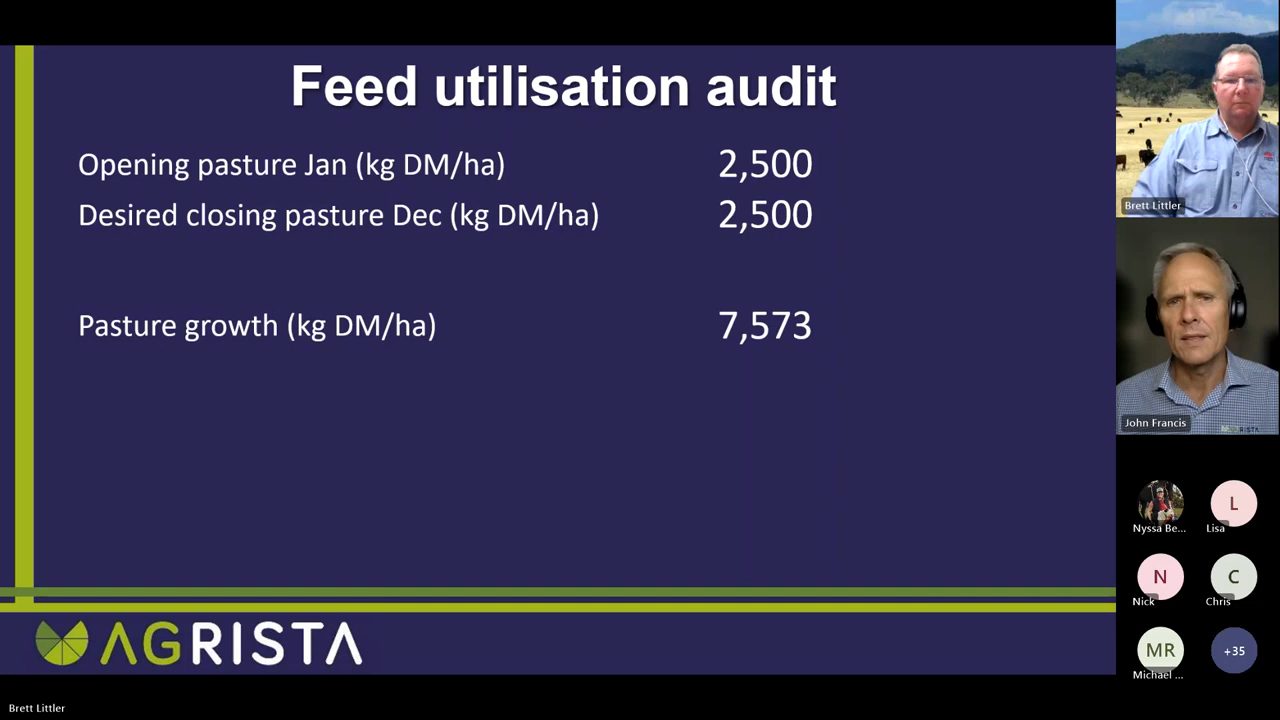 Feed utilisation audit
Opening pasture Jan (kg DM/ha) 2,500
Desired closing pasture Dec (kg DM/ha) 2,500
Pasture growth (kg DM/ha) 7,573
AGRISTA
Brett Littler
John Francis
Nyssa Be...
L
Lisa
N
Nick
C
Chris
MR
Michael ...
+35
Brett Littler